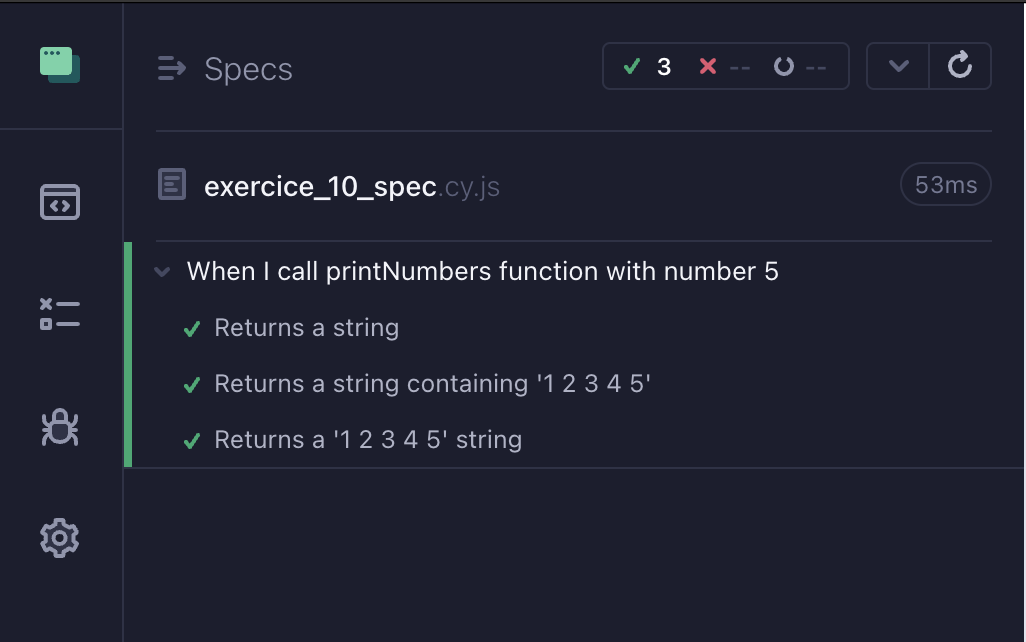 Specs
3 -- --
exercice_10_spec.cy.js
53ms
When I call printNumbers function with number 5
Returns a string
Returns a string containing '1 2 3 4 5'
Returns a '1 2 3 4 5' string